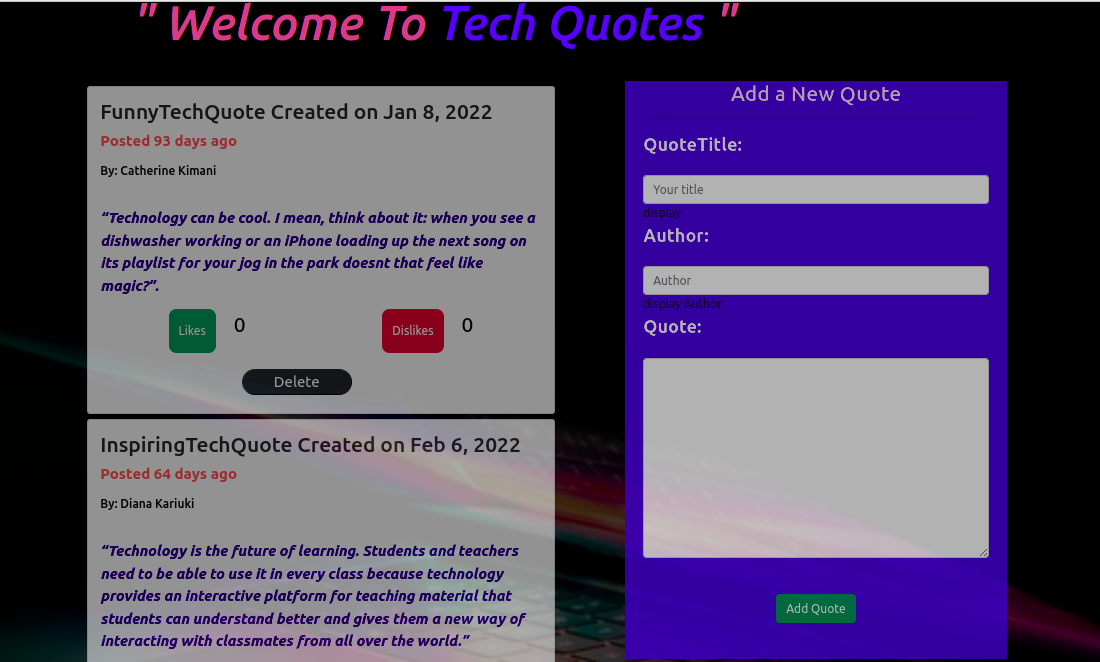 " Welcome To Tech Quotes "
FunnyTechQuote Created on Jan 8, 2022
Posted 93 days ago
By: Catherine Kimani
“Technology can be cool. I mean, think about it: when you see a
dishwasher working or an iPhone loading up the next song on
its playlist for your jog in the park doesnt that feel like
magic?”.
Likes 0 Dislikes 0
Delete
InspiringTechQuote Created on Feb 6, 2022
Posted 64 days ago
By: Diana Kariuki
“Technology is the future of learning. Students and teachers
need to be able to use it in every class because technology
provides an interactive platform for teaching material that
students can understand better and gives them a new way of
interacting with classmates from all over the world.”
Add a New Quote
QuoteTitle:
Your title
display
Author:
Author
display Author
Quote:
Add Quote